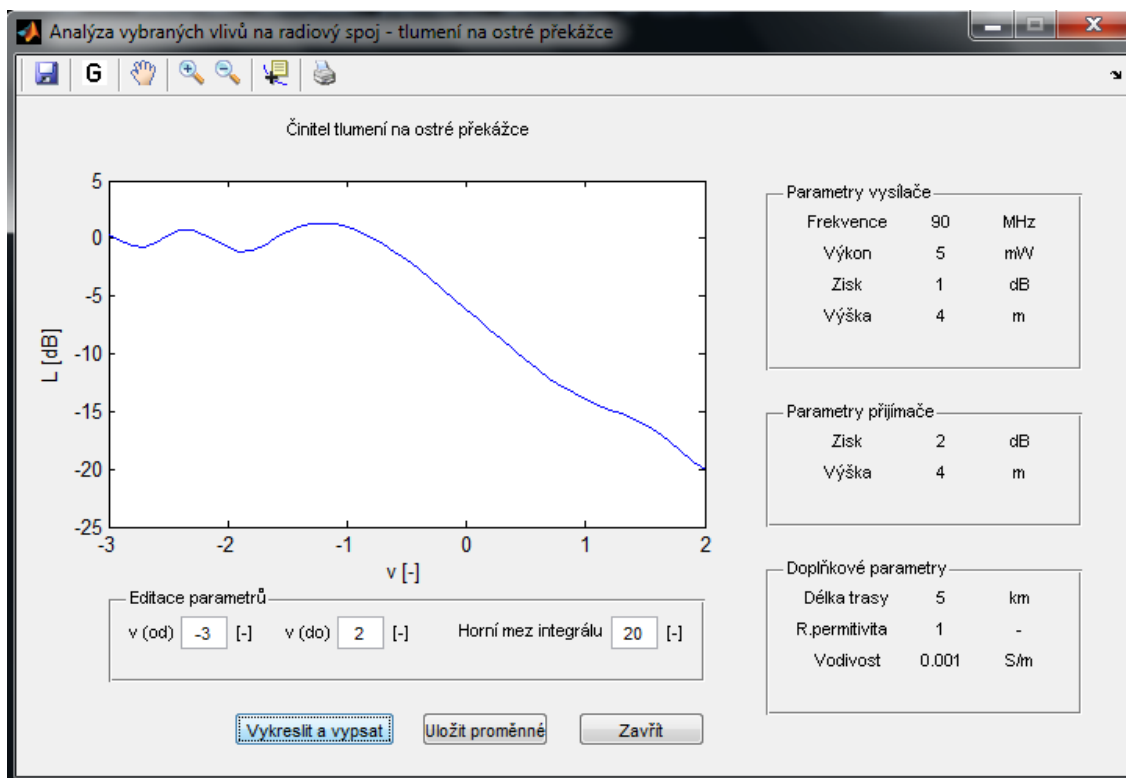 Analýza vybraných vlivů na radiový spoj - tlumení na ostré překážce
G
Činitel tlumení na ostré překážce
5
0
-5
-10
-15
-20
-25
L [dB]
-3 -2 -1 0 1 2
v [-]
Editace parametrů
v (od) -3 [-] v (do) 2 [-] Horní mez integrálu 20 [-]
Vykreslit a vypsat Uložit proměnné Zavřít
Parametry vysílače
Frekvence 90 MHz
Výkon 5 mW
Zisk 1 dB
Výška 4 m
Parametry přijímače
Zisk 2 dB
Výška 4 m
Doplňkové parametry
Délka trasy 5 km
R.permitivita 1 -
Vodivost 0.001 S/m